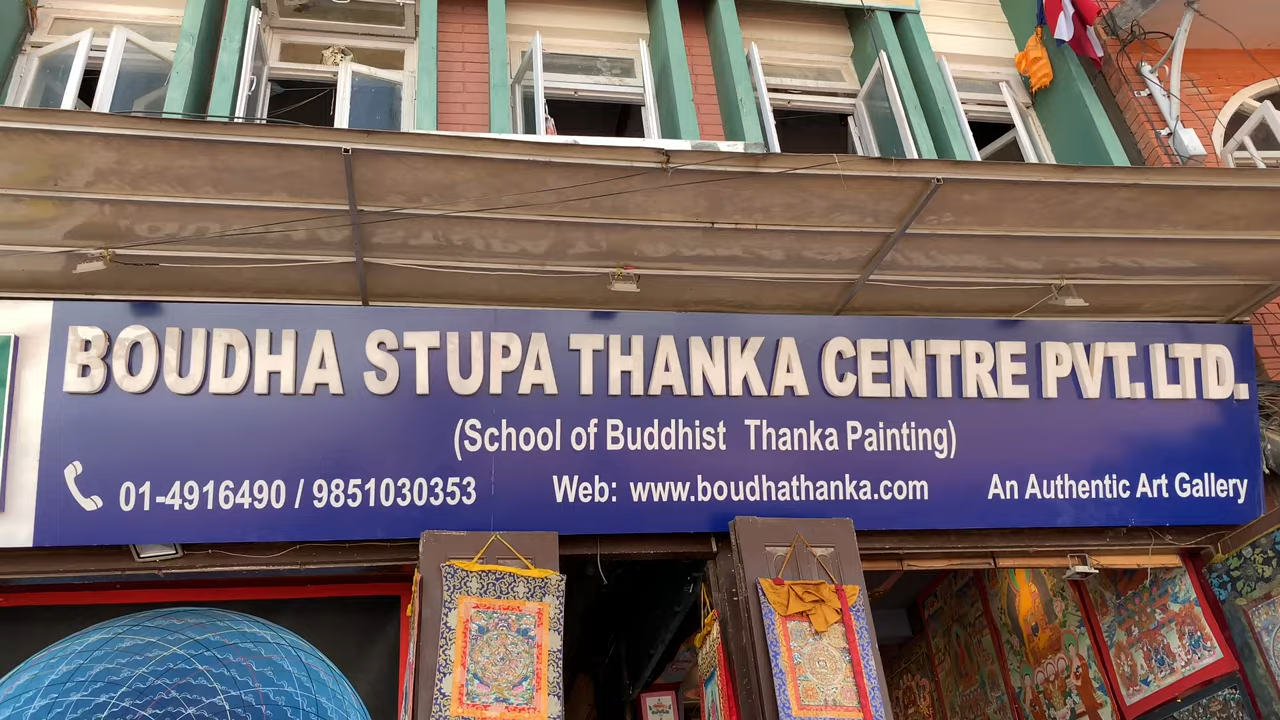 BOUDHA STUPA THANKA CENTRE PVT. LTD.
(School of Buddhist Thanka Painting)
01-4916490 / 9851030353 Web: www.boudhathanka.com An Authentic Art Gallery